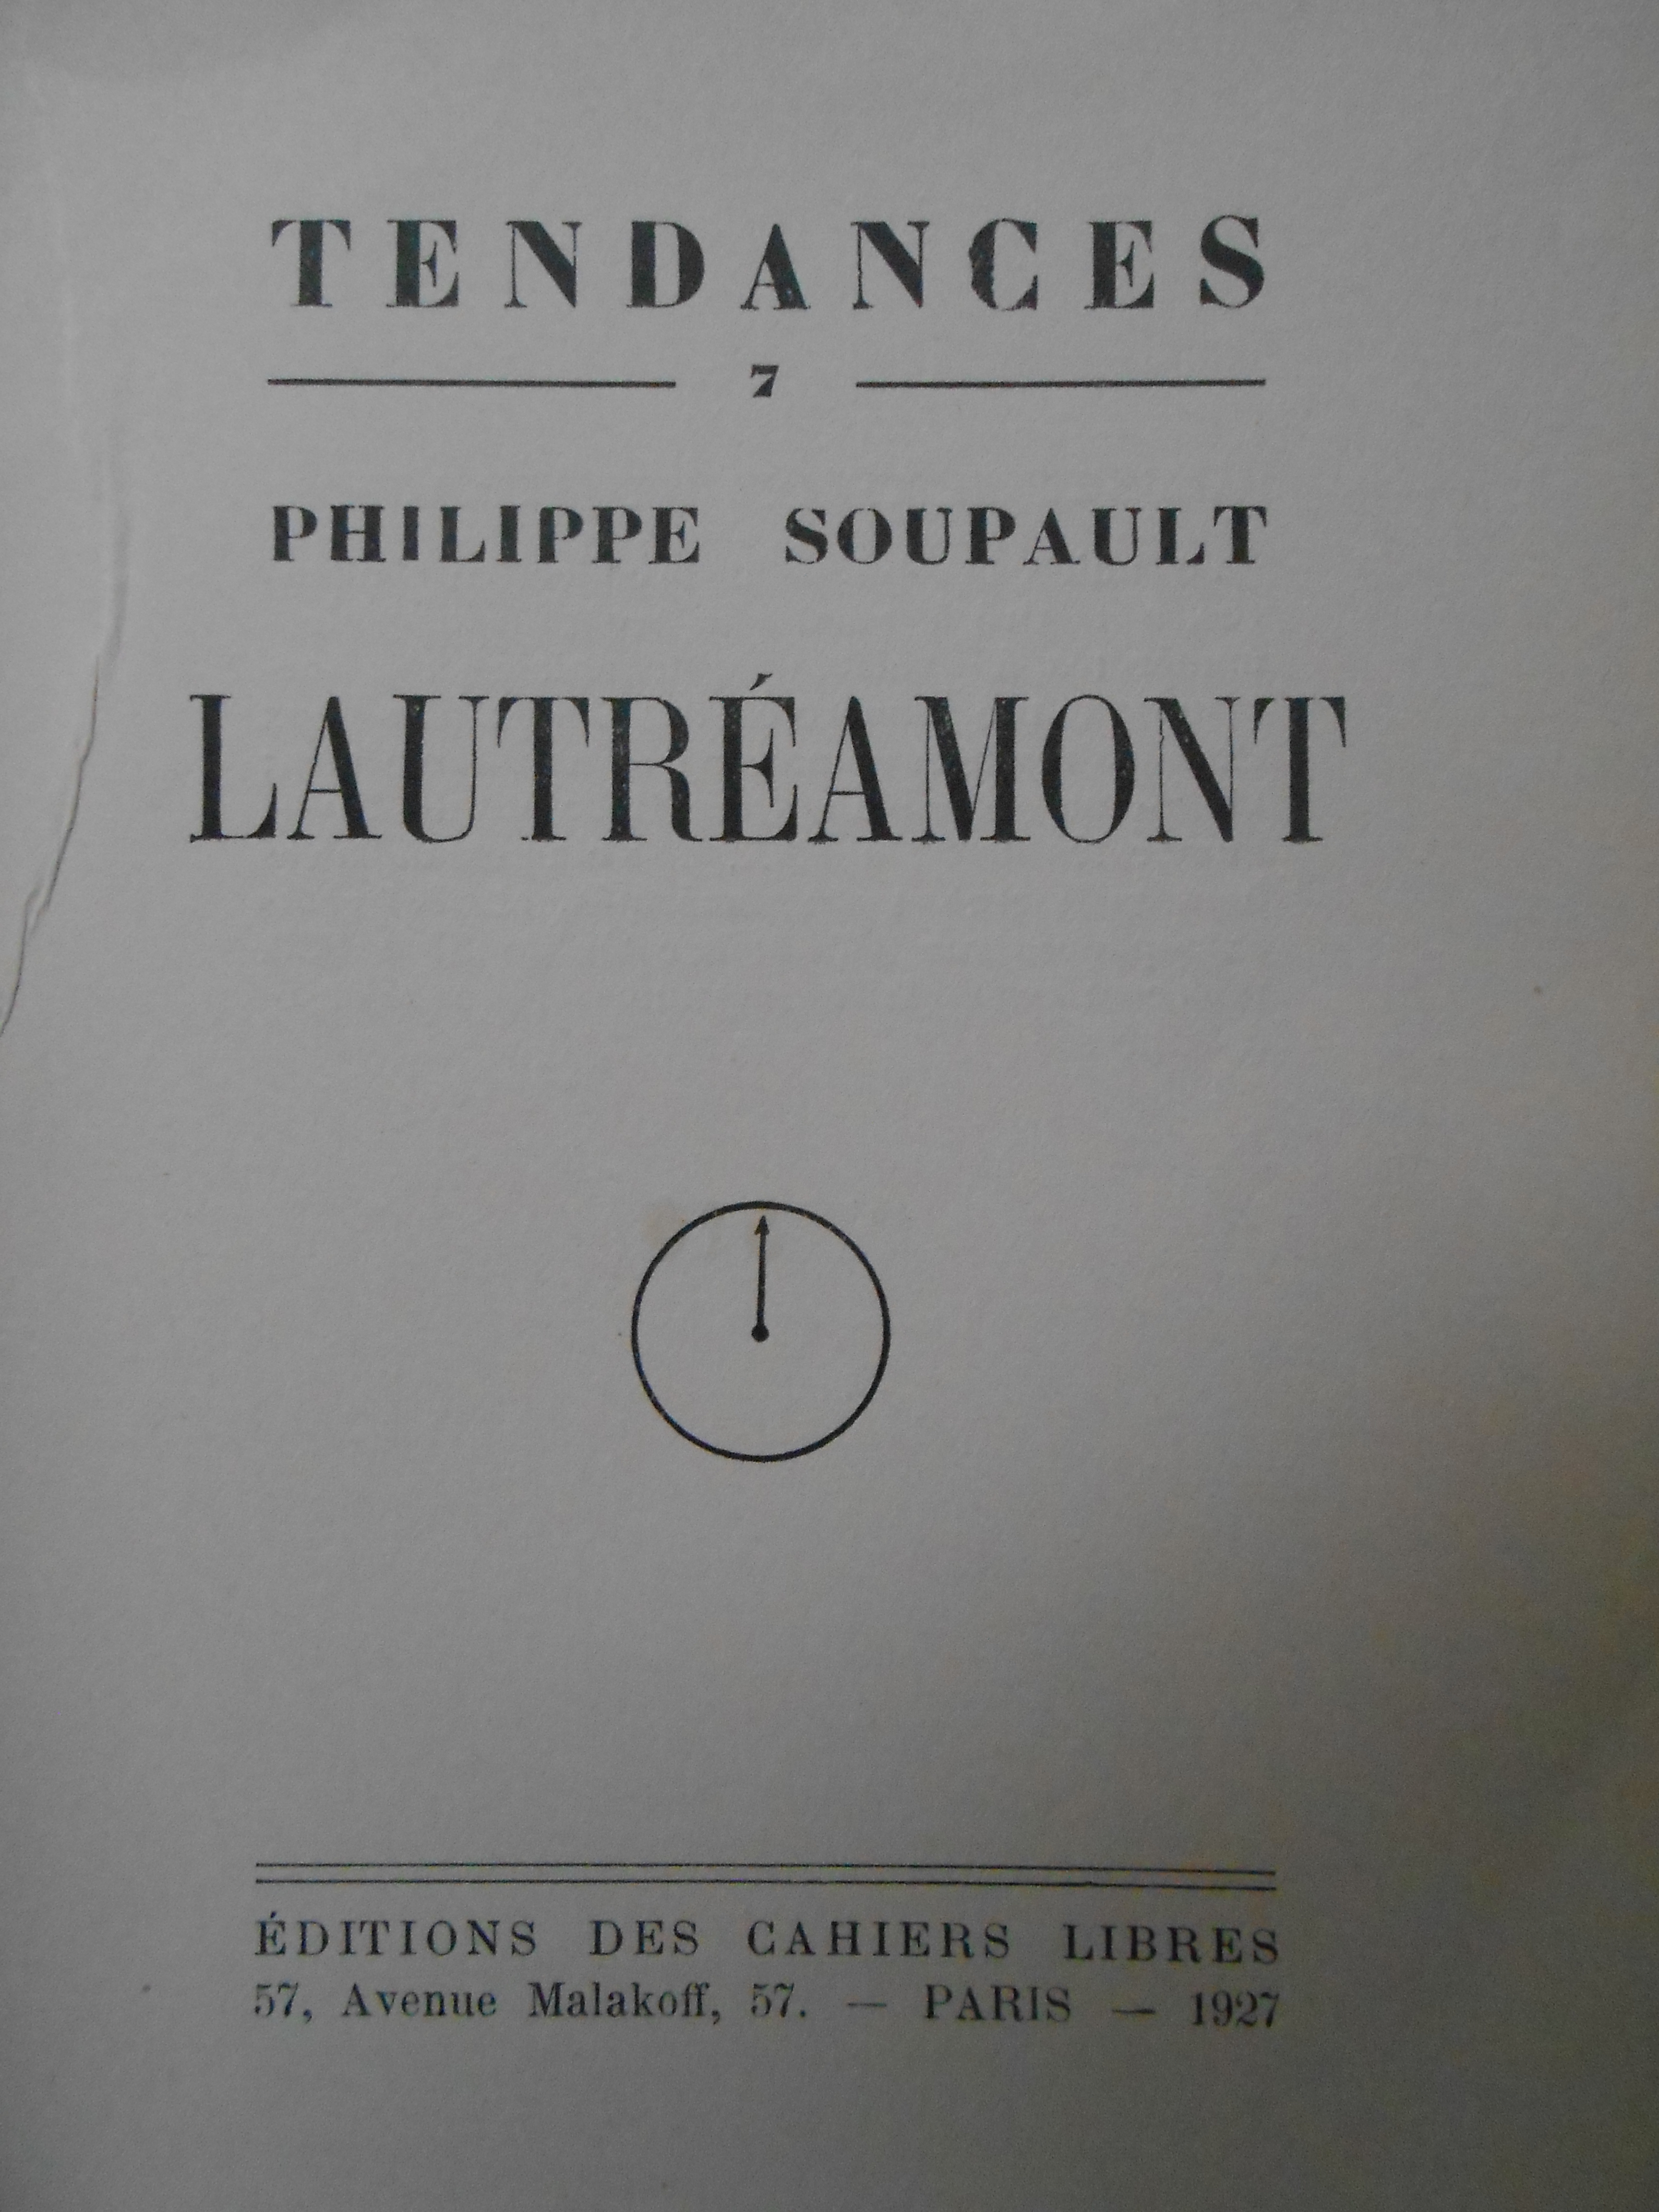 TENDANCES
7
PHILIPPE SOUPAULT
LAUTRÉAMONT
ÉDITIONS DES CAHIERS LIBRES
57, Avenue Malakoff, 57. — PARIS — 1927